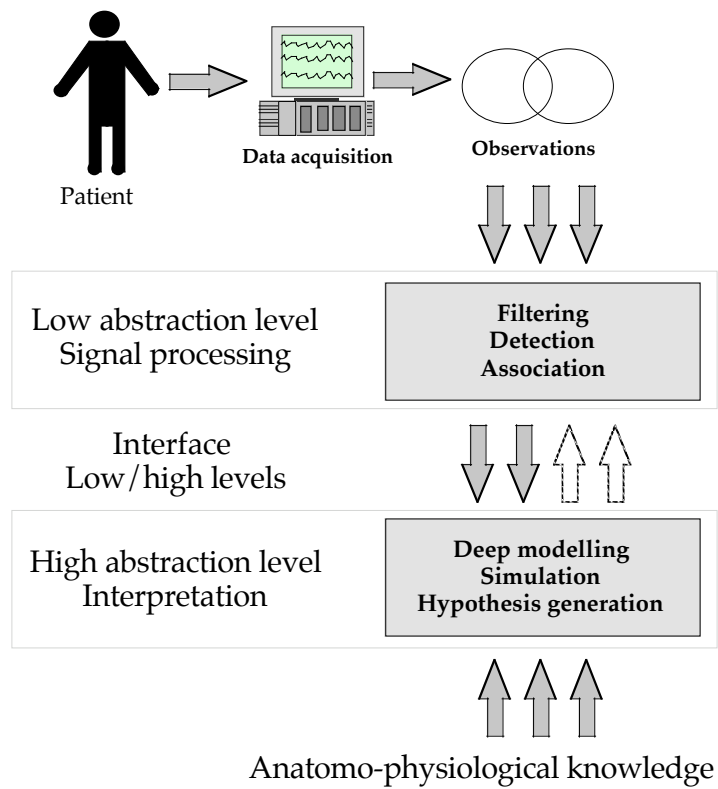 Patient
Data acquisition
Observations
Low abstraction level
Signal processing
Filtering
Detection
Association
Interface
Low/high levels
High abstraction level
Interpretation
Deep modelling
Simulation
Hypothesis generation
Anatomo-physiological knowledge